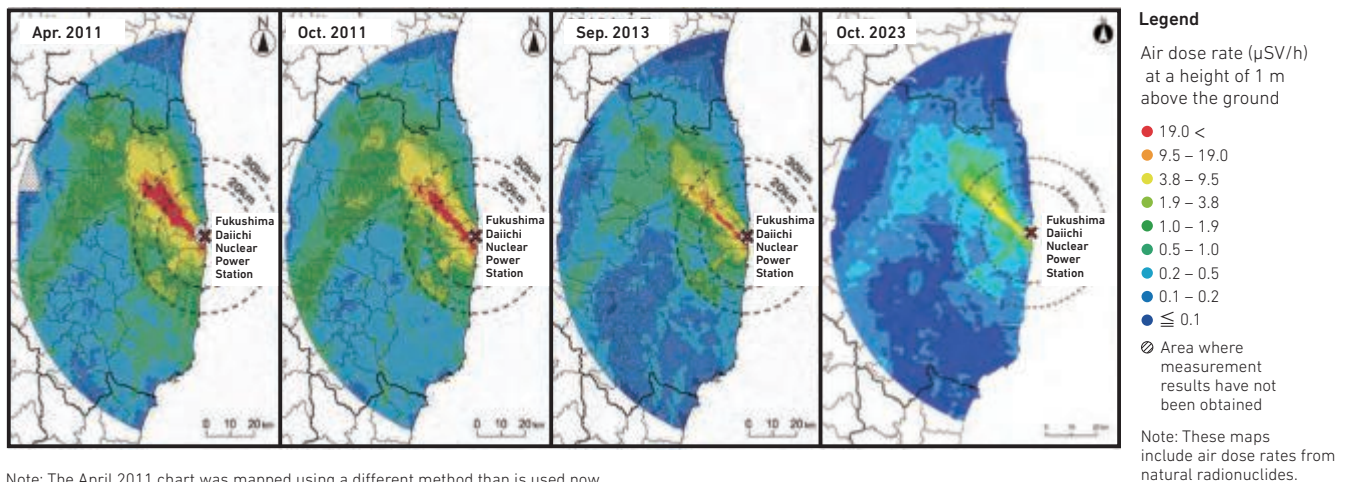 Apr. 2011
N
30km
20km
Fukushima
Daiichi
Nuclear
Power
Station
0 10 20 km
Oct. 2011
N
30km
20km
Fukushima
Daiichi
Nuclear
Power
Station
0 10 20 km
Sep. 2013
N
30km
20km
Fukushima
Daiichi
Nuclear
Power
Station
0 10 20 km
Oct. 2023
Fukushima
Daiichi
Nuclear
Power
Station
Legend
Air dose rate (μSV/h)
at a height of 1 m
above the ground
19.0 <
9.5 – 19.0
3.8 – 9.5
1.9 – 3.8
1.0 – 1.9
0.5 – 1.0
0.2 – 0.5
0.1 – 0.2
≦ 0.1
Area where
measurement
results have not
been obtained
Note: These maps
include air dose rates from
natural radionuclides.
Note: The April 2011 chart was mapped using a different method than is used now